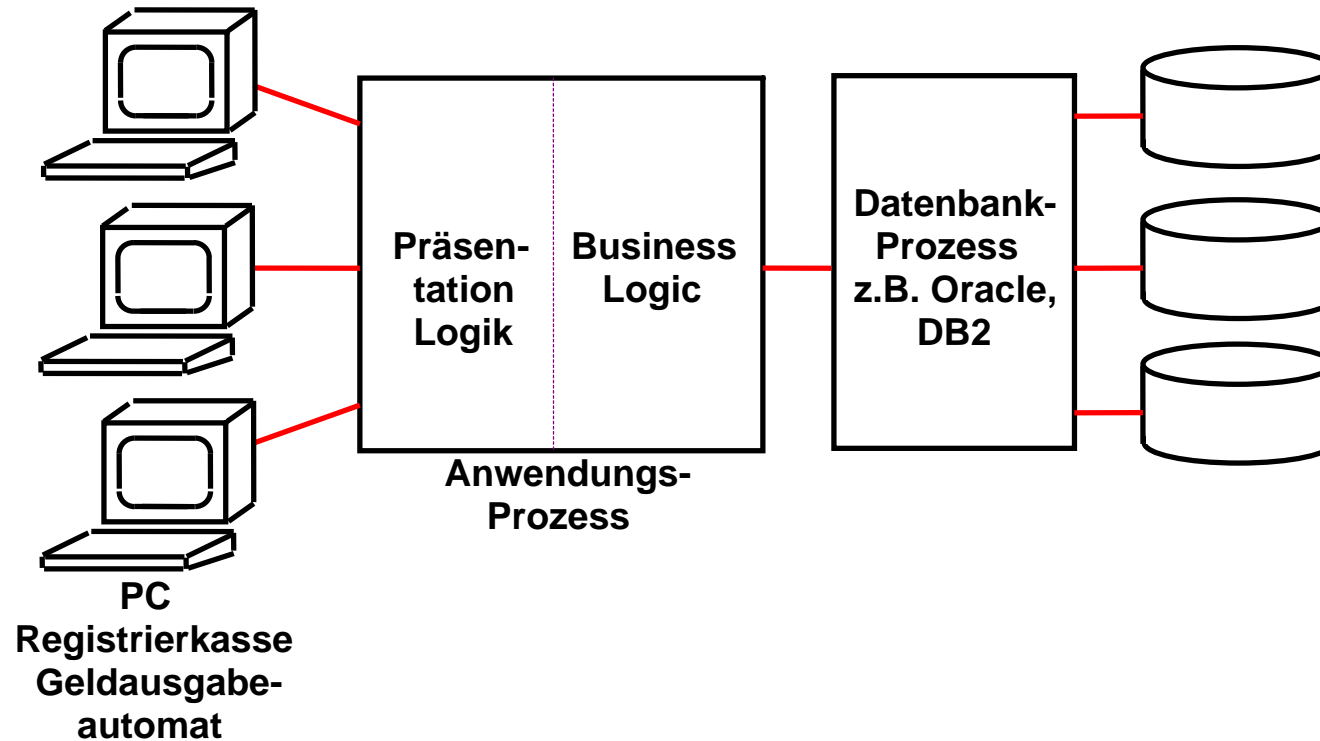 Präsen-
tation
Logik
Business
Logic
Datenbank-
Prozess
z.B. Oracle,
DB2
Anwendungs-
Prozess
PC
Registrierkasse
Geldausgabe-
automat